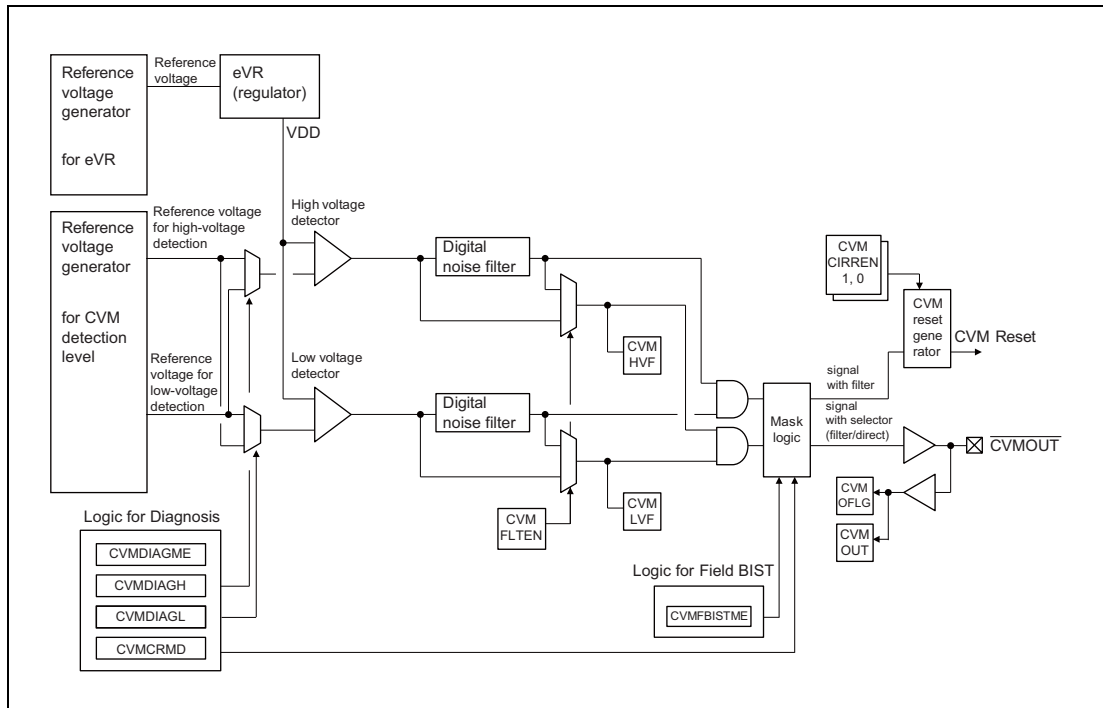 Reference
voltage
generator
for eVR
Reference
voltage
eVR
(regulator)
VDD
Reference
voltage
generator
for CVM
detection
level
Reference voltage
for high-voltage
detection
Reference
voltage for
low-voltage
detection
High voltage
detector
Low voltage
detector
Digital
noise filter
Digital
noise filter
CVM
HVF
CVM
LVF
CVM
FLTEN
Mask
logic
CVM
CIRREN
1, 0
CVM
reset
gene
rator
CVM Reset
signal
with filter
signal
with selector
(filter/direct)
CVMOUT
CVM
OFLG
CVM
OUT
Logic for Diagnosis
CVMDIAGME
CVMDIAGH
CVMDIAGL
CVMCRMD
Logic for Field BIST
CVMFBISTME